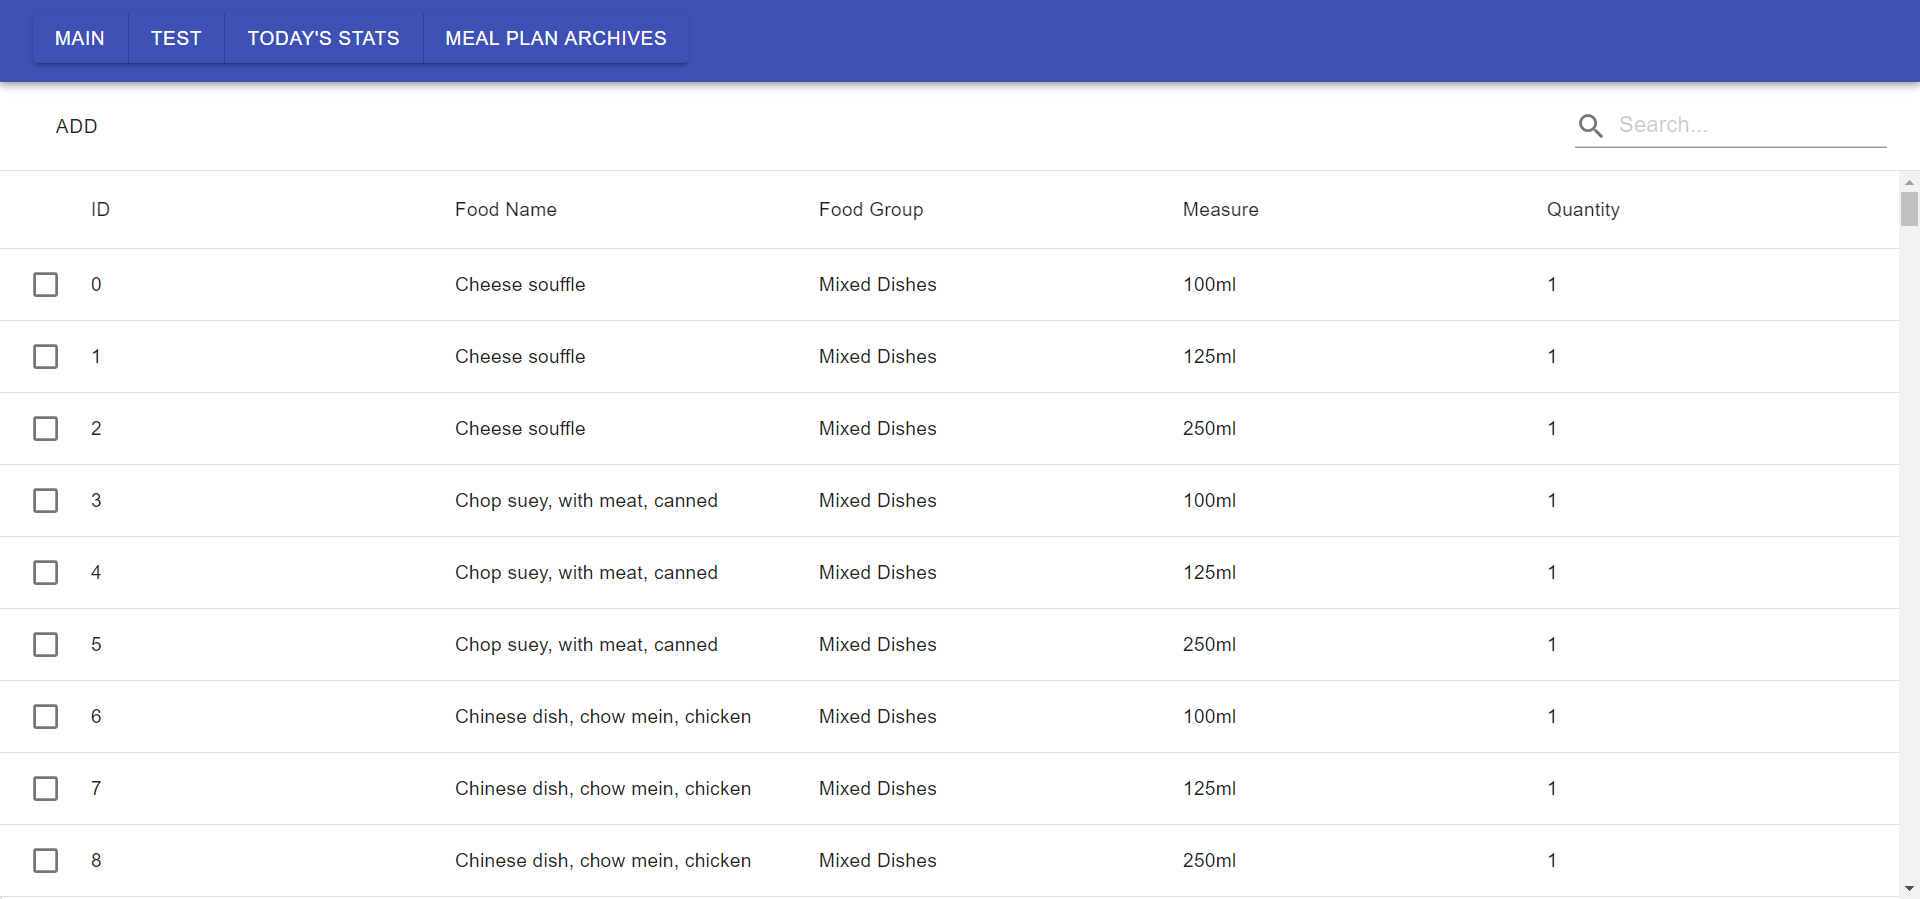 MAIN TEST TODAY'S STATS MEAL PLAN ARCHIVES
ADD Search...
ID Food Name Food Group Measure Quantity
0 Cheese souffle Mixed Dishes 100ml 1
1 Cheese souffle Mixed Dishes 125ml 1
2 Cheese souffle Mixed Dishes 250ml 1
3 Chop suey, with meat, canned Mixed Dishes 100ml 1
4 Chop suey, with meat, canned Mixed Dishes 125ml 1
5 Chop suey, with meat, canned Mixed Dishes 250ml 1
6 Chinese dish, chow mein, chicken Mixed Dishes 100ml 1
7 Chinese dish, chow mein, chicken Mixed Dishes 125ml 1
8 Chinese dish, chow mein, chicken Mixed Dishes 250ml 1